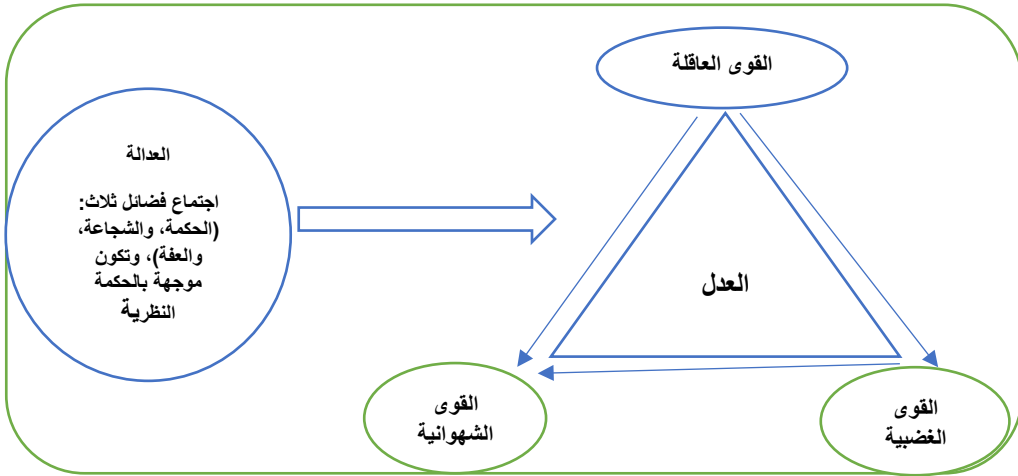 القوى العاقلة
العدالة
اجتماع فضائل ثلاث:
(الحكمة، والشجاعة،
والعفة)، وتكون
موجهة بالحكمة
النظرية
العدل
القوى
الشهوانية
القوى
الغضبية